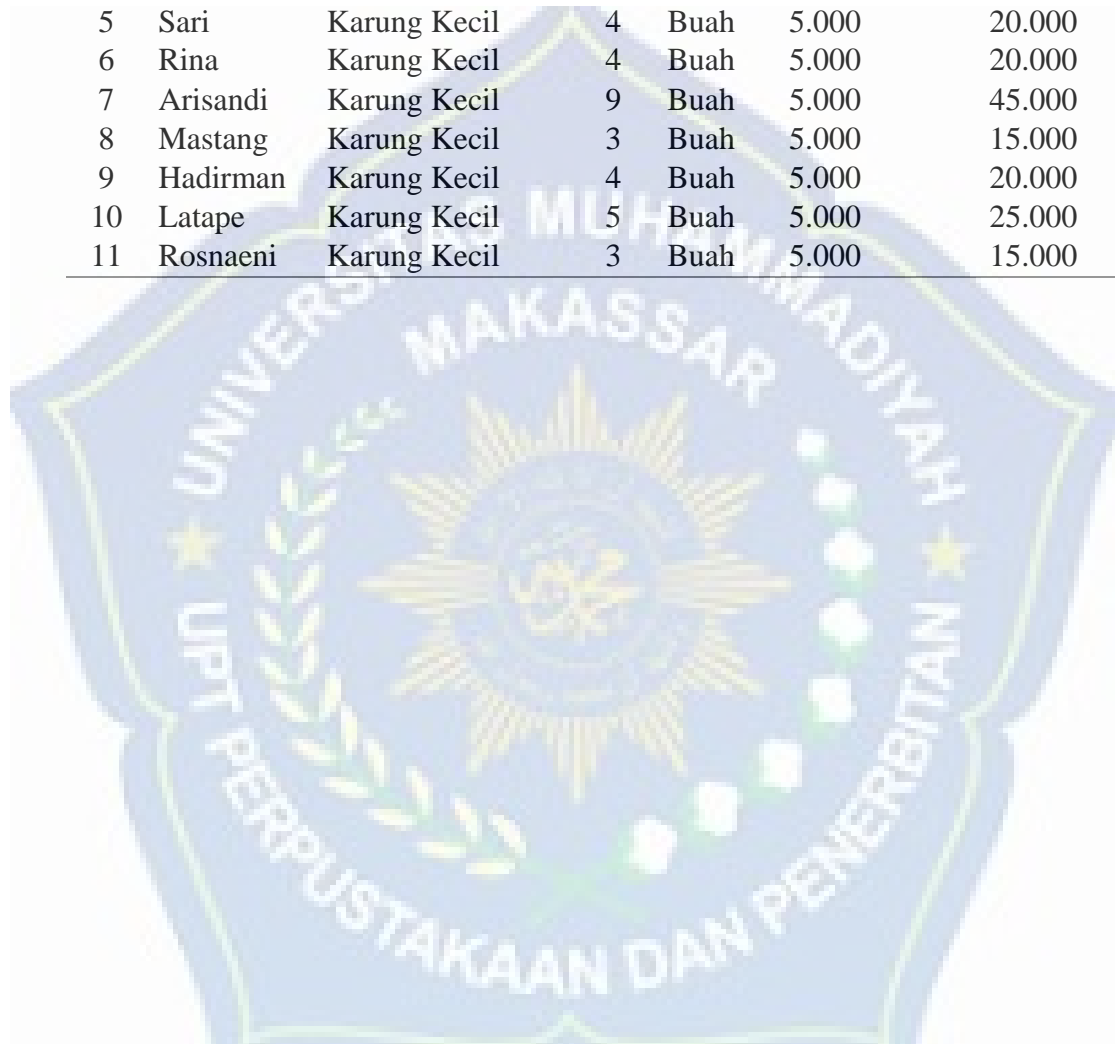 5 Sari Karung Kecil 4 Buah 5.000 20.000
6 Rina Karung Kecil 4 Buah 5.000 20.000
7 Arisandi Karung Kecil 9 Buah 5.000 45.000
8 Mastang Karung Kecil 3 Buah 5.000 15.000
9 Hadirman Karung Kecil 4 Buah 5.000 20.000
10 Latape Karung Kecil 5 Buah 5.000 25.000
11 Rosnaeni Karung Kecil 3 Buah 5.000 15.000
UNIVERSITAS MUHAMMADIYAH
MAKASSAR
UPT PERPUSTAKAAN DAN PENERBITAN